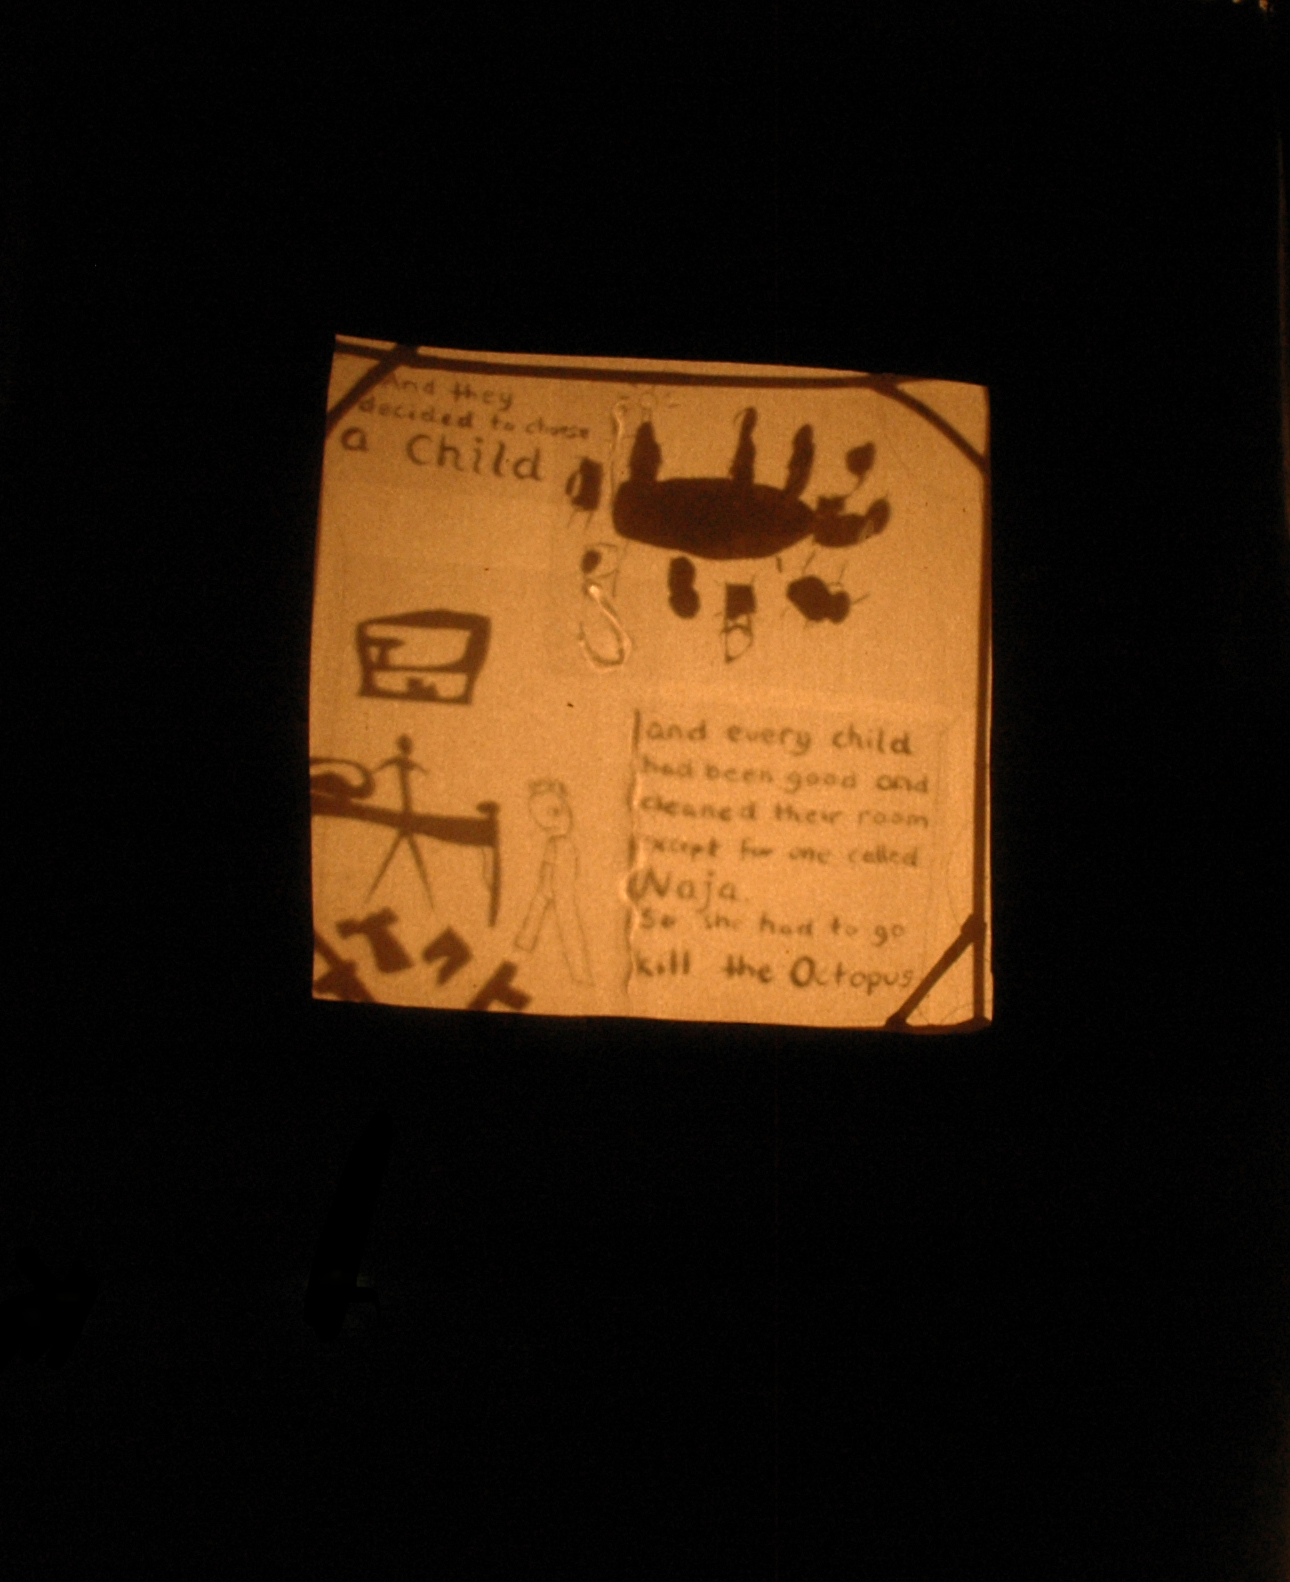 And they
decided to choose
a Child
and every child
had been good and
cleaned their room
except for one called
Naja.
So she had to go
kill the Octopus